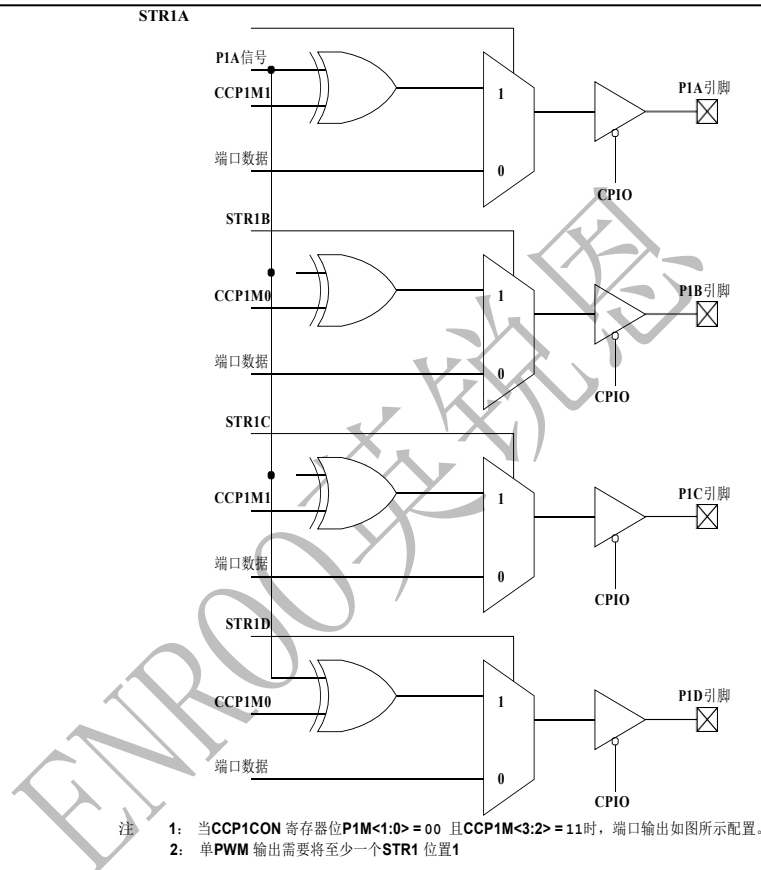 STR1A
P1A信号
CCP1M1
1
P1A引脚
端口数据
0
CPIO
STR1B
CCP1M0
1
P1B引脚
端口数据
0
CPIO
STR1C
CCP1M1
1
P1C引脚
端口数据
0
CPIO
STR1D
CCP1M0
1
P1D引脚
端口数据
0
CPIO
ENROO英锐恩
注 1： 当CCP1CON 寄存器位P1M<1:0> = 00 且CCP1M<3:2> = 11时，端口输出如图所示配置。
2： 单PWM 输出需要将至少一个STR1 位置1